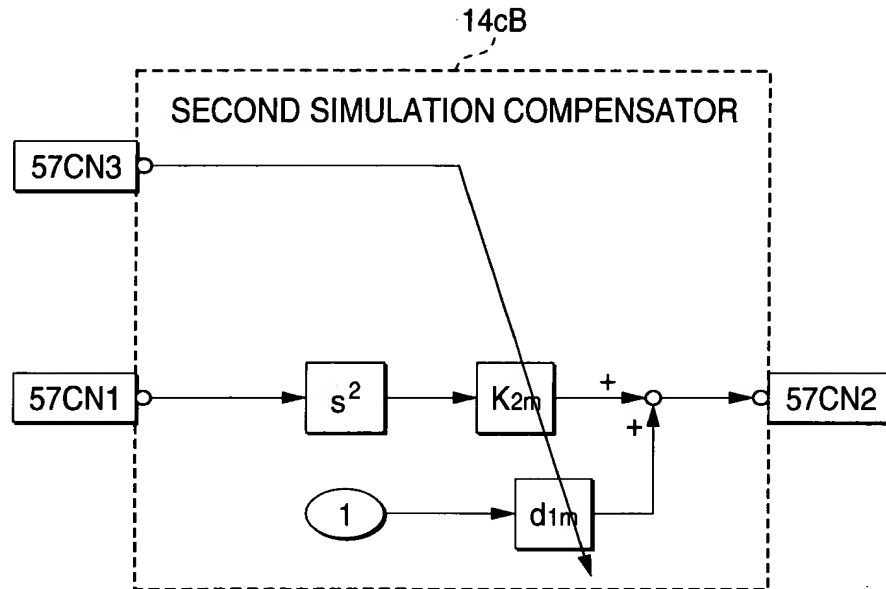 14cB
SECOND SIMULATION COMPENSATOR
57CN3
57CN1
s²
K2m
+
57CN2
+
1
d1m